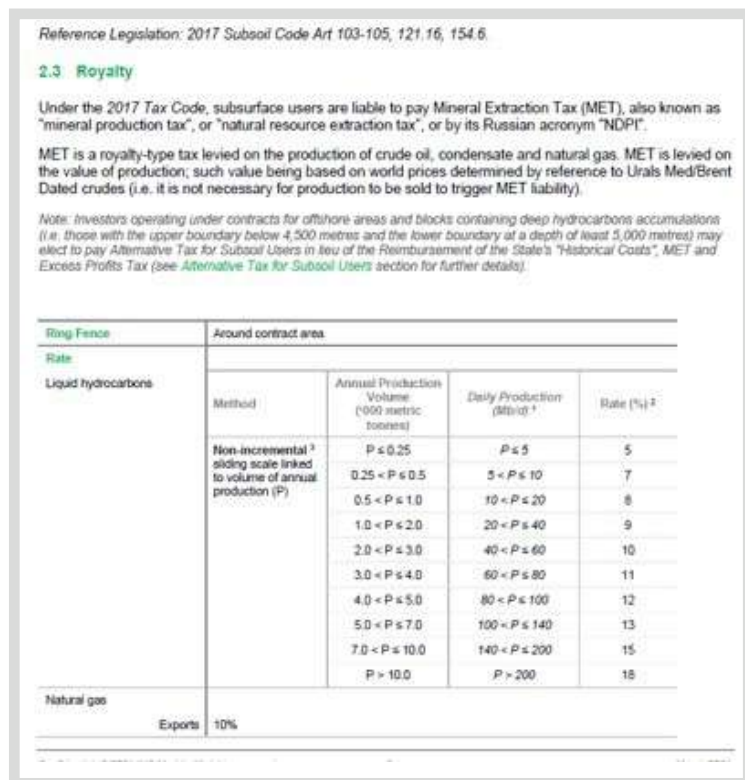 Reference Legislation: 2017 Subsoil Code Art 103-105, 121.16, 154.6.
2.3 Royalty
Under the 2017 Tax Code, subsurface users are liable to pay Mineral Extraction Tax (MET), also known as
"mineral production tax", or "natural resource extraction tax", or by its Russian acronym "NDPI".
MET is a royalty-type tax levied on the production of crude oil, condensate and natural gas. MET is levied on
the value of production; such value being based on world prices determined by reference to Urals Med/Brent
Dated crudes (i.e. it is not necessary for production to be sold to trigger MET liability).
Note: Investors operating under contracts for offshore areas and blocks containing deep hydrocarbons accumulations
(i.e. those with the upper boundary below 4,500 metres and the lower boundary at a depth of least 5,000 metres) may
elect to pay Alternative Tax for Subsoil Users in lieu of the Reimbursement of the State's "Historical Costs", MET and
Excess Profits Tax (see Alternative Tax for Subsoil Users section for further details).
Ring Fence Around contract area
Rate
Liquid hydrocarbons
Method Annual Production Volume ('000 metric tonnes) Daily Production (Mb/d) Rate (%) 2
Non-incremental 3 sliding scale linked to volume of annual production (P)
P ≤ 0.25 P ≤ 5 5
0.25 < P ≤ 0.5 5 < P ≤ 10 7
0.5 < P ≤ 1.0 10 < P ≤ 20 8
1.0 < P ≤ 2.0 20 < P ≤ 40 9
2.0 < P ≤ 3.0 40 < P ≤ 60 10
3.0 < P ≤ 4.0 60 < P ≤ 80 11
4.0 < P ≤ 5.0 80 < P ≤ 100 12
5.0 < P ≤ 7.0 100 < P ≤ 140 13
7.0 < P ≤ 10.0 140 < P ≤ 200 15
P > 10.0 P > 200 18
Natural gas
Exports 10%